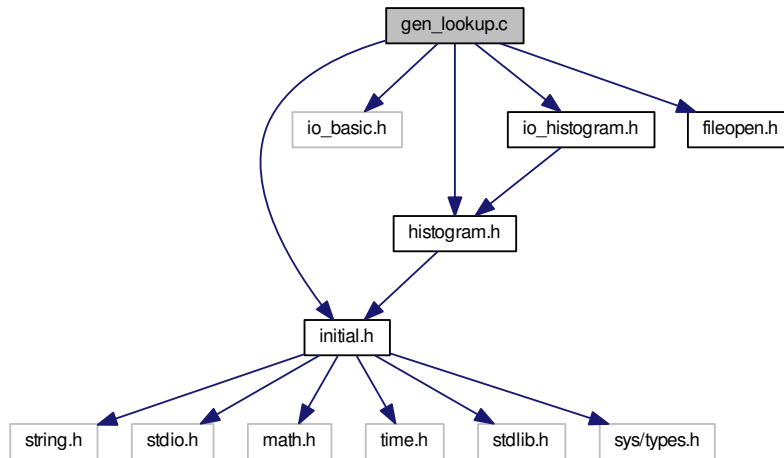 gen_lookup.c
io_basic.h
io_histogram.h
fileopen.h
histogram.h
initial.h
string.h
stdio.h
math.h
time.h
stdlib.h
sys/types.h